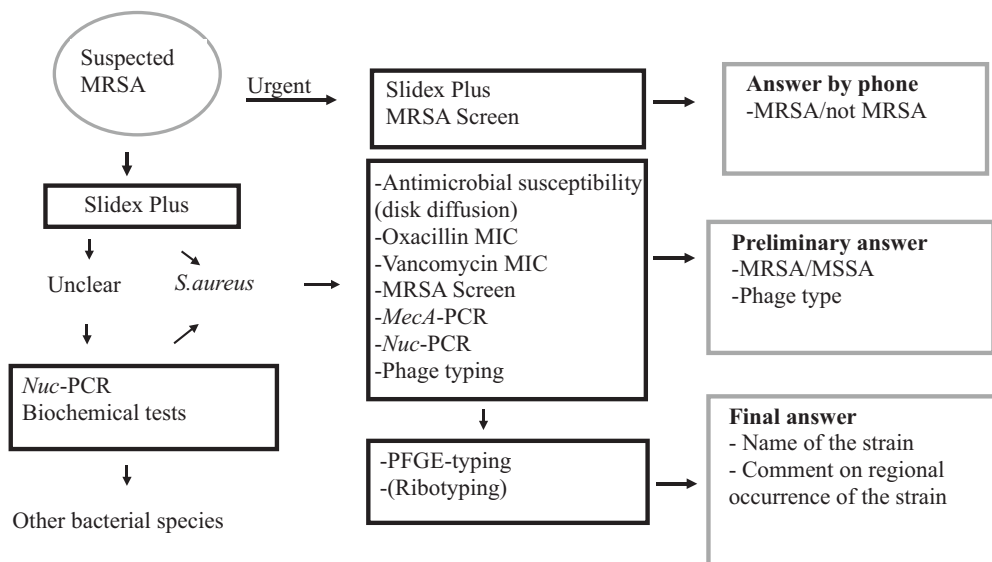 Suspected
MRSA
Urgent
Slidex Plus
MRSA Screen
Answer by phone
-MRSA/not MRSA
Slidex Plus
Unclear
S.aureus
Nuc-PCR
Biochemical tests
Other bacterial species
-Antimicrobial susceptibility
(disk diffusion)
-Oxacillin MIC
-Vancomycin MIC
-MRSA Screen
-MecA-PCR
-Nuc-PCR
-Phage typing
Preliminary answer
-MRSA/MSSA
-Phage type
-PFGE-typing
-(Ribotyping)
Final answer
- Name of the strain
- Comment on regional
occurrence of the strain